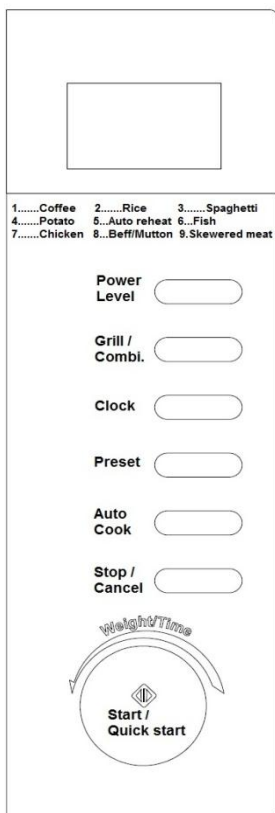 1.......Coffee 2.......Rice 3.......Spaghetti
4.......Potato 5...Auto reheat 6...Fish
7.......Chicken 8...Beff/Mutton 9.Skewered meat
Power
Level
Grill /
Combi.
Clock
Preset
Auto
Cook
Stop /
Cancel
Weight/Time
Start /
Quick start